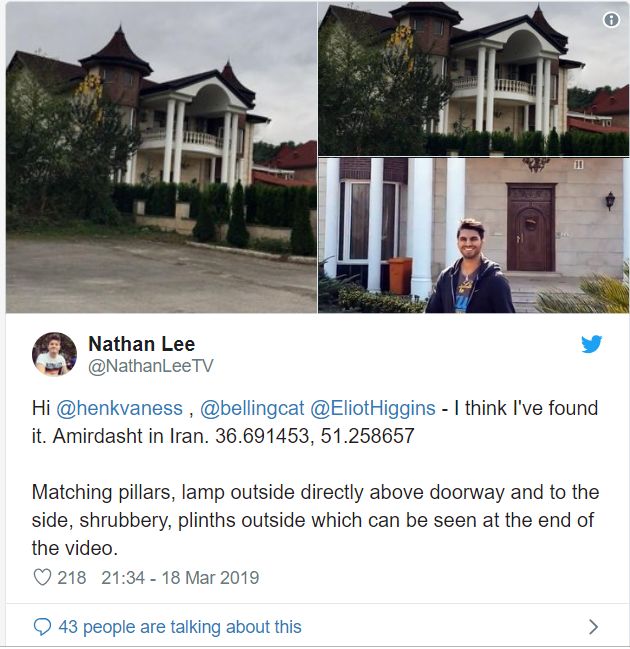 Nathan Lee
@NathanLeeTV
Hi @henkvaness , @bellingcat @EliotHiggins - I think I've found
it. Amirdasht in Iran. 36.691453, 51.258657
Matching pillars, lamp outside directly above doorway and to the
side, shrubbery, plinths outside which can be seen at the end of
the video.
218 21:34 - 18 Mar 2019
43 people are talking about this